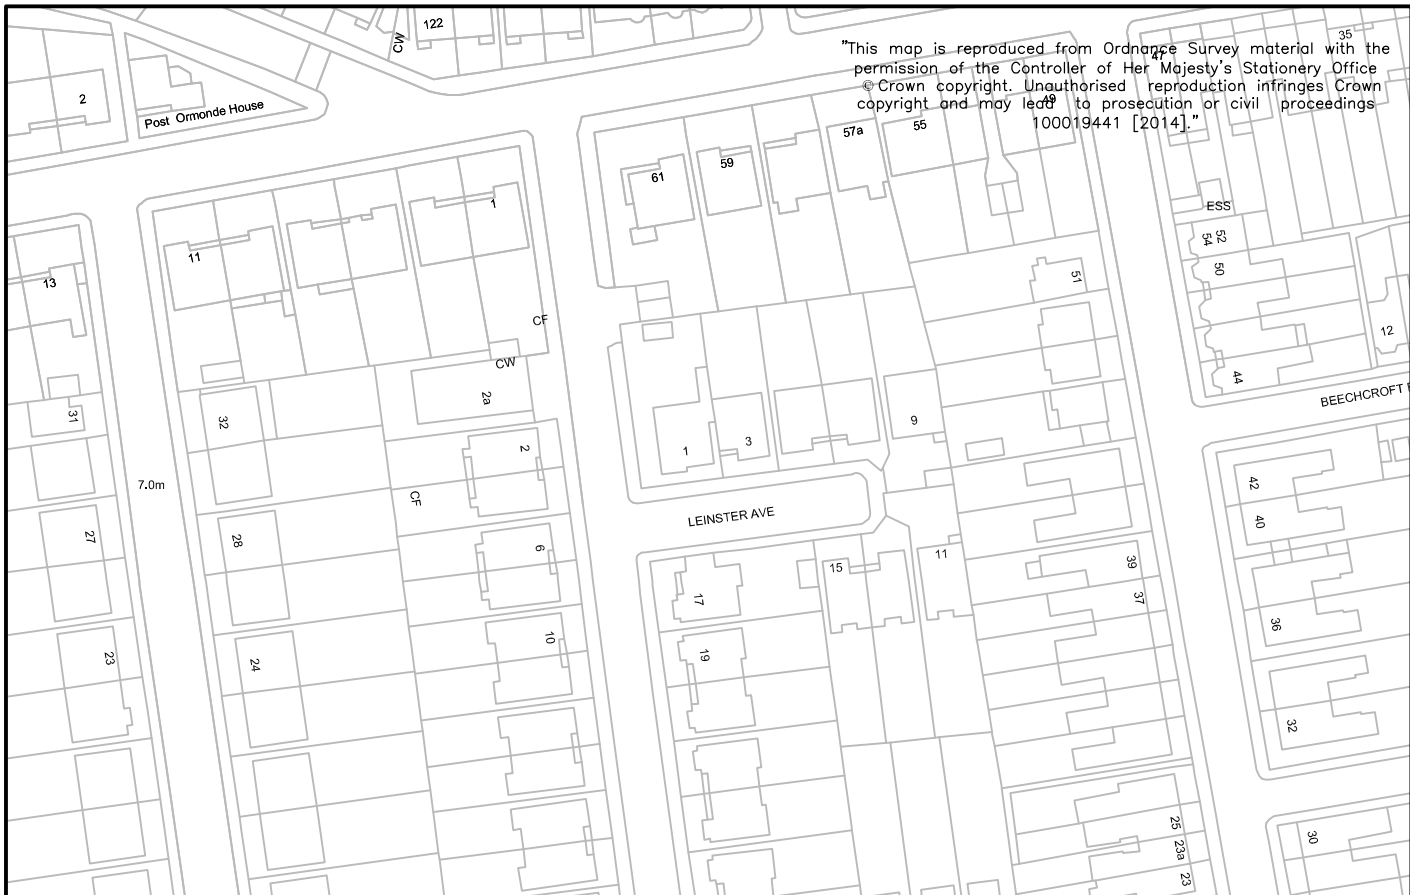 122
CW
35
"This map is reproduced from Ordnance Survey material with the
47
permission of the Controller of Her Majesty's Stationery Office
© Crown copyright. Unauthorised reproduction infringes Crown
49
copyright and may lead to prosecution or civil proceedings
100019441 [2014]."
2
Post Ormonde House
57a
55
59
61
1
ESS
52
54
50
11
13
51
CF
12
CW
44
2a
BEECHCROFT
31
32
9
1
3
2
7.0m
CF
42
LEINSTER AVE
40
27
28
6
11
15
39
37
17
10
36
23
24
19
32
25
30
23a
23